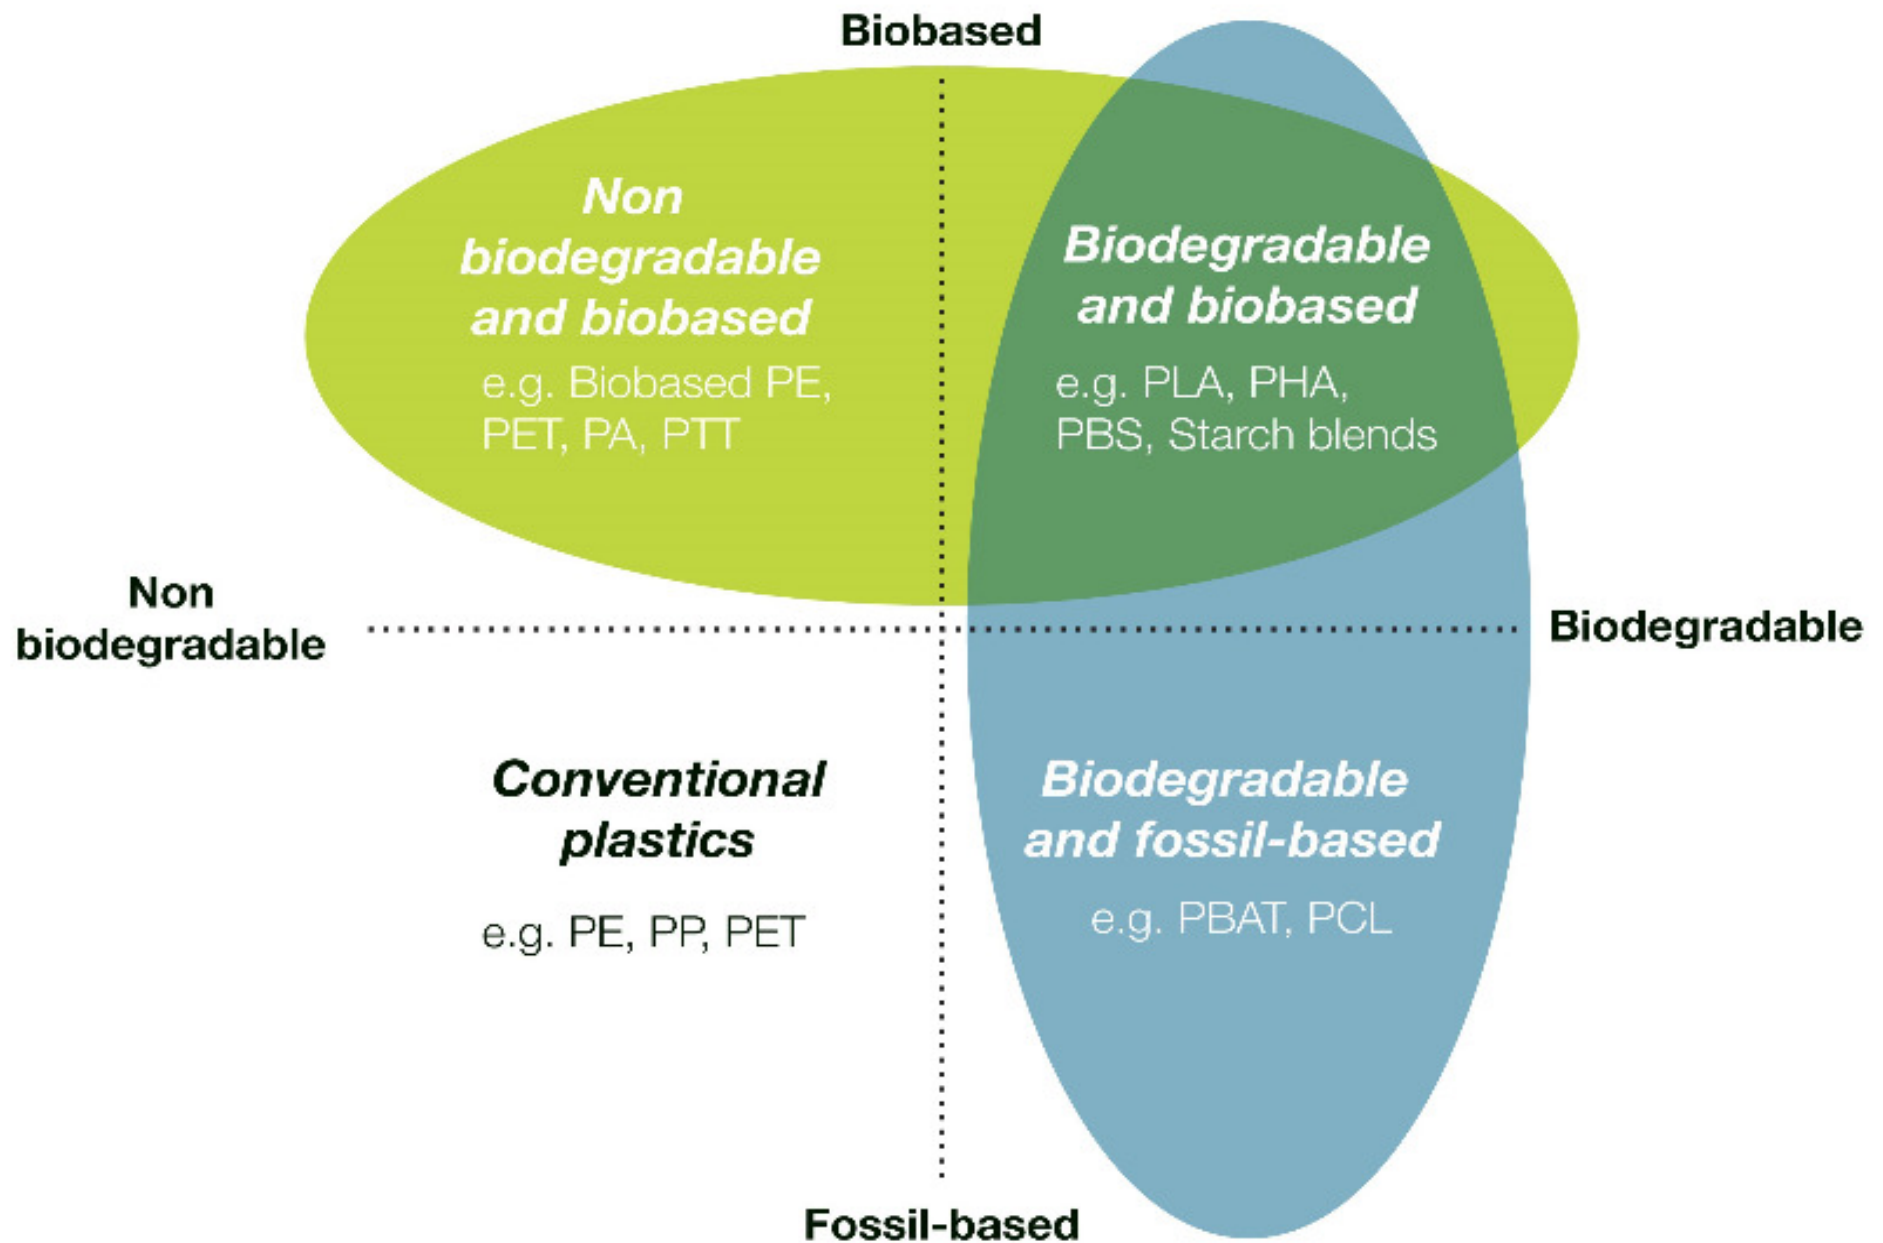 Biobased
Non
biodegradable
and biobased
e.g. Biobased PE,
PET, PA, PTT
Biodegradable
and biobased
e.g. PLA, PHA,
PBS, Starch blends
Non
biodegradable
Biodegradable
Conventional
plastics
e.g. PE, PP, PET
Biodegradable
and fossil-based
e.g. PBAT, PCL
Fossil-based